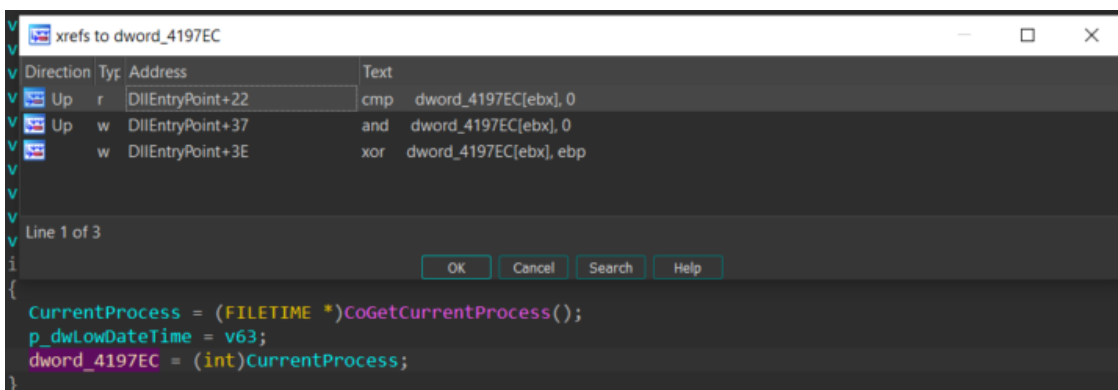 xrefs to dword_4197EC
Direction Typ Address Text
Up r DllEntryPoint+22 cmp dword_4197EC[ebx], 0
Up w DllEntryPoint+37 and dword_4197EC[ebx], 0
w DllEntryPoint+3E xor dword_4197EC[ebx], ebp
Line 1 of 3
OK Cancel Search Help
{
CurrentProcess = (FILETIME *)CoGetCurrentProcess();
p_dwLowDateTime = v63;
dword_4197EC = (int)CurrentProcess;
}